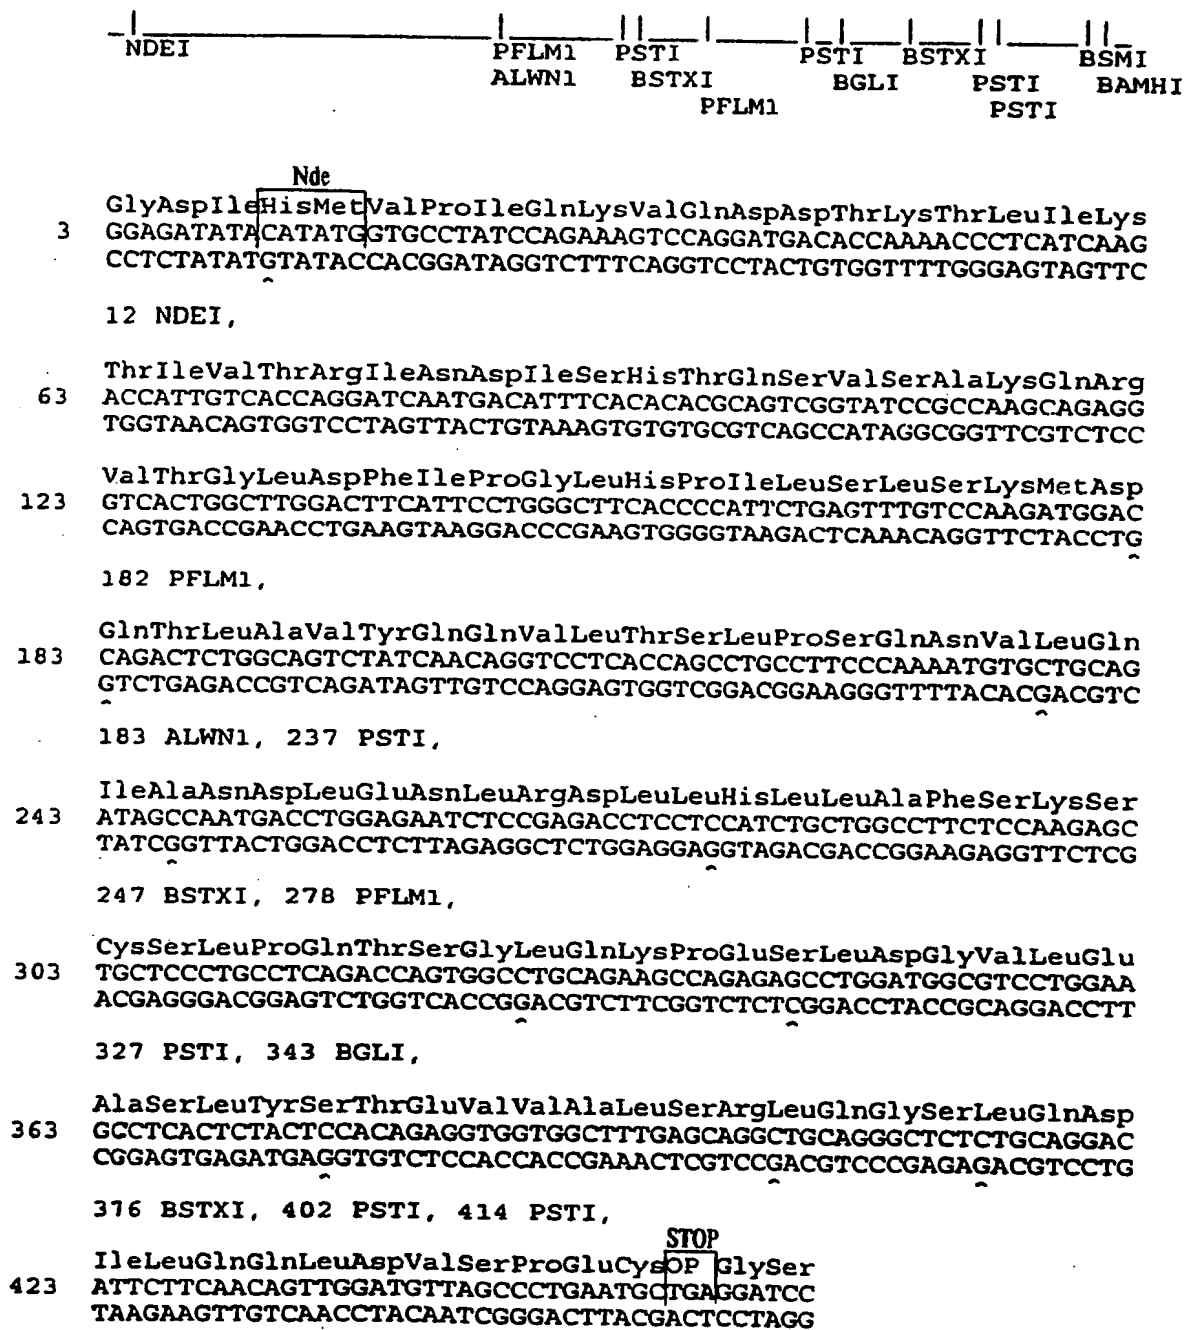 NDEI PFLM1 PSTI PSTI BSTXI BSMI
ALWN1 BSTXI BGLI PSTI BAMHI
PFLM1 PSTI
Nde
GlyAspIleHisMetValProIleGlnLysValGlnAspAspThrLysThrLeuIleLys
3 GGAGATATACATATGGTGCCTATCCAGAAAGTCCAGGATGACACCAAAACCCTCATCAAG
CCTCTATATGTATACCACGGATAGGTCTTTCAGGTCCTACTGTGGTTTTGGGAGTAGTTC
12 NDEI,
ThrIleValThrArgIleAsnAspIleSerHisThrGlnSerValSerAlaLysGlnArg
63 ACCATTGTCACCAGGATCAATGACATTTCACACACGCAGTCGGTATCCGCCAAGCAGAGG
TGGTAACAGTGGTCCTAGTTACTGTAAAGTGTGTGCGTCAGCCATAGGCGGTTCGTCTCC
ValThrGlyLeuAspPheIleProGlyLeuHisProIleLeuSerLeuSerLysMetAsp
123 GTCACTGGCTTGGACTTCATTCCTGGGCTTCACCCCATTCTGAGTTTGTCCAAGATGGAC
CAGTGACCGAACCTGAAGTAAGGACCCGAAGTGGGGTAAGACTCAAACAGGTTCTACCTG
182 PFLM1,
GlnThrLeuAlaValTyrGlnGlnValLeuThrSerLeuProSerGlnAsnValLeuGln
183 CAGACTCTGGCAGTCTATCAACAGGTCCTCACCAGCCTGCCTTCCCAAAATGTGCTGCAG
GTCTGAGACCGTCAGATAGTTGTCCAGGAGTGGTCGGACGGAAGGGTTTTACACGACGTC
183 ALWN1, 237 PSTI,
IleAlaAsnAspLeuGluAsnLeuArgAspLeuLeuHisLeuLeuAlaPheSerLysSer
243 ATAGCCAATGACCTGGAGAATCTCCGAGACCTCCTCCATCTGCTGGCCTTCTCCAAGAGC
TATCGGTTACTGGACCTCTTAGAGGCTCTGGAGGAGGTAGACGACCGGAAGAGGTTCTCG
247 BSTXI, 278 PFLM1,
CysSerLeuProGlnThrSerGlyLeuGlnLysProGluSerLeuAspGlyValLeuGlu
303 TGCTCCCTGCCTCAGACCAGTGGCCTGCAGAAGCCAGAGAGCCTGGATGGCGTCCTGGAA
ACGAGGGACGGAGTCTGGTCACCGGACGTCTTCGGTCTCTCGGACCTACCGCAGGACCTT
327 PSTI, 343 BGLI,
AlaSerLeuTyrSerThrGluValValAlaLeuSerArgLeuGlnGlySerLeuGlnAsp
363 GCCTCACTCTACTCCACAGAGGTGGTGGCTTTGAGCAGGCTGCAGGGCTCTCTGCAGGAC
CGGAGTGAGATGAGGTGTCTCCACCACCGAAACTCGTCCGACGTCCCGAGAGACGTCCTG
376 BSTXI, 402 PSTI, 414 PSTI,
STOP
IleLeuGlnGlnLeuAspValSerProGluCysOP GlySer
423 ATTCTTCAACAGTTGGATGTTAGCCCTGAATGCTGAGGATCC
TAAGAAGTTGTCAACCTACAATCGGGACTTACGACTCCTAGG